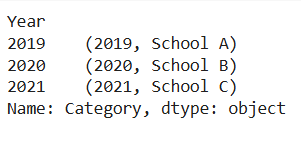 Year
2019    (2019, School A)
2020    (2020, School B)
2021    (2021, School C)
Name: Category, dtype: object